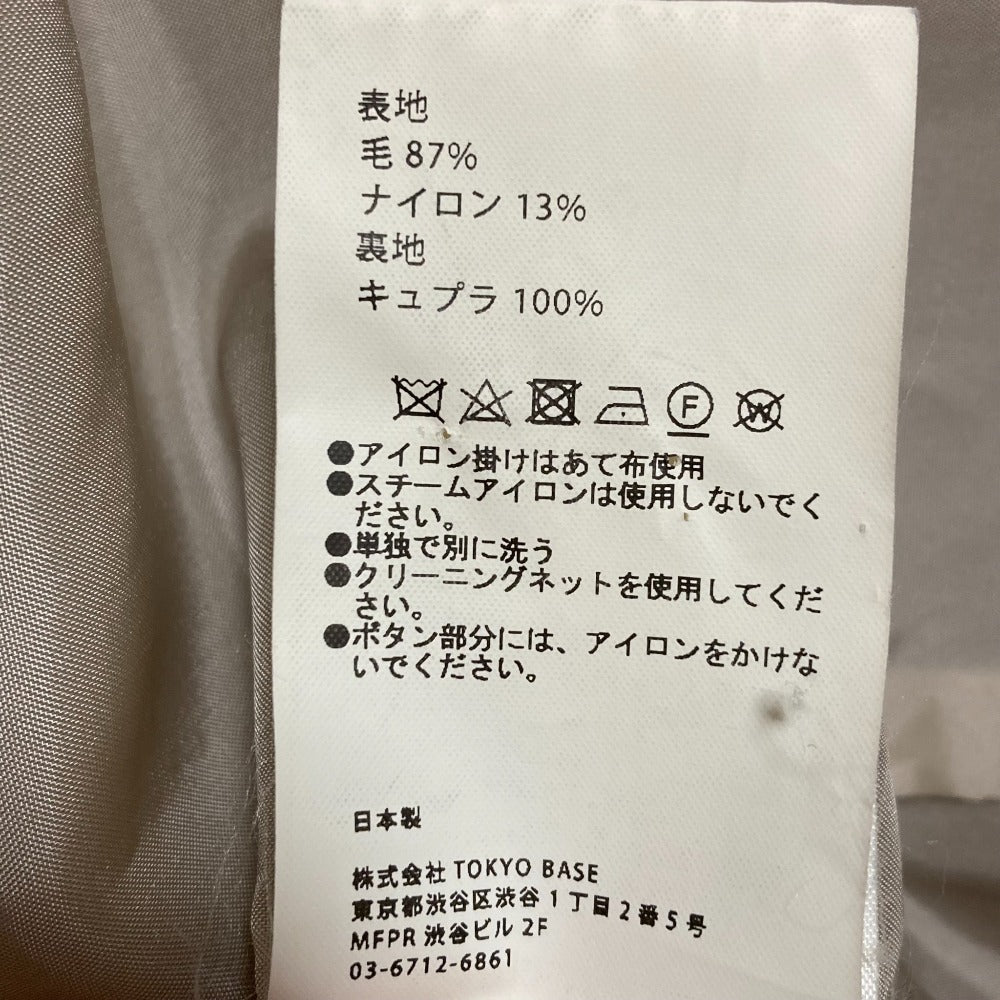 表地
毛 87%
ナイロン 13%
裏地
キュプラ 100%
F
W
●アイロン掛けはあて布使用
●スチームアイロンは使用しないでく
ださい。
●単独で別に洗う
●クリーニングネットを使用してくだ
さい。
●ボタン部分には、アイロンをかけな
いでください。
日本製
株式会社 TOKYO BASE
東京都渋谷区渋谷1丁目2番5号
MFPR 渋谷ビル 2F
03-6712-6861